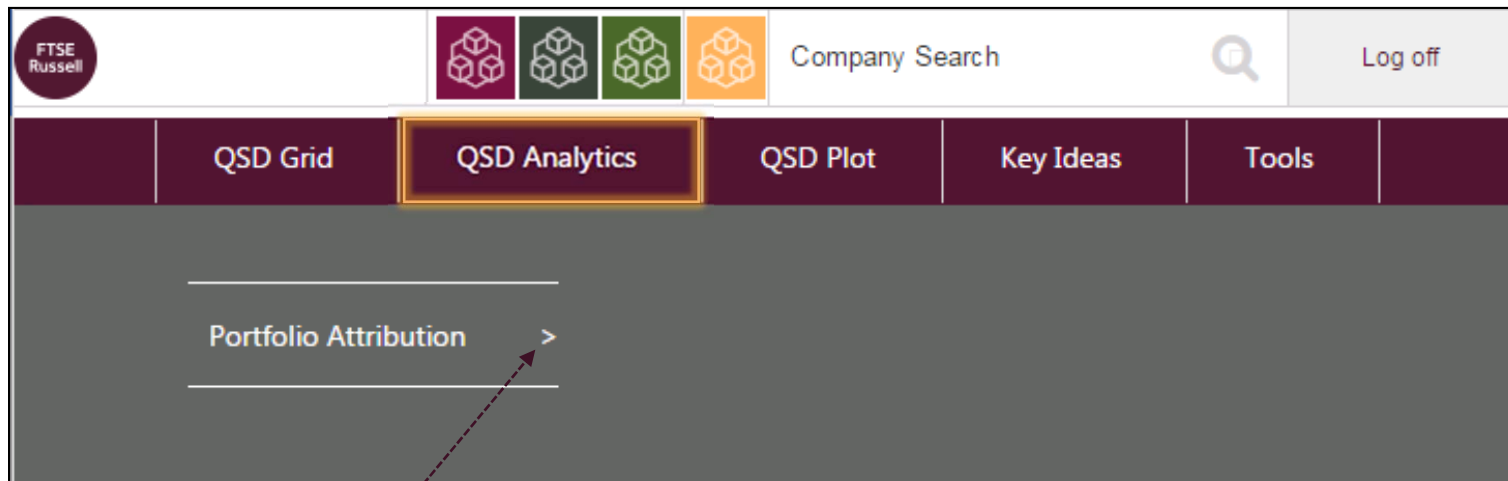 FTSE
Russell
Company Search
Log off
QSD Grid
QSD Analytics
QSD Plot
Key Ideas
Tools
Portfolio Attribution >